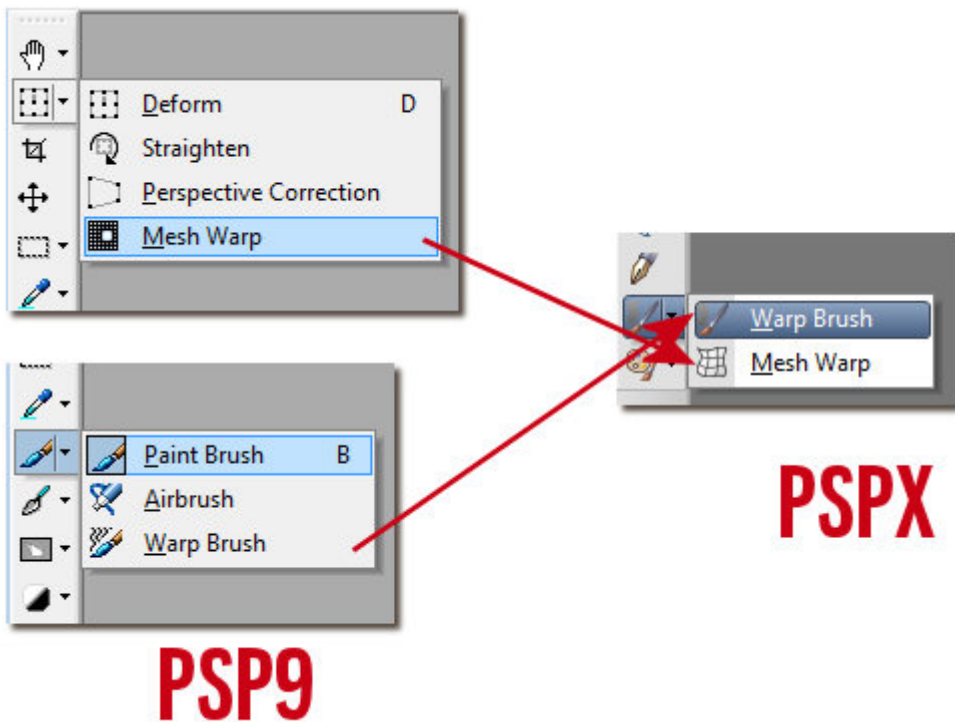 Deform D
Straighten
Perspective Correction
Mesh Warp
Warp Brush
Mesh Warp
Paint Brush B
Airbrush
Warp Brush
PSPX
PSP9